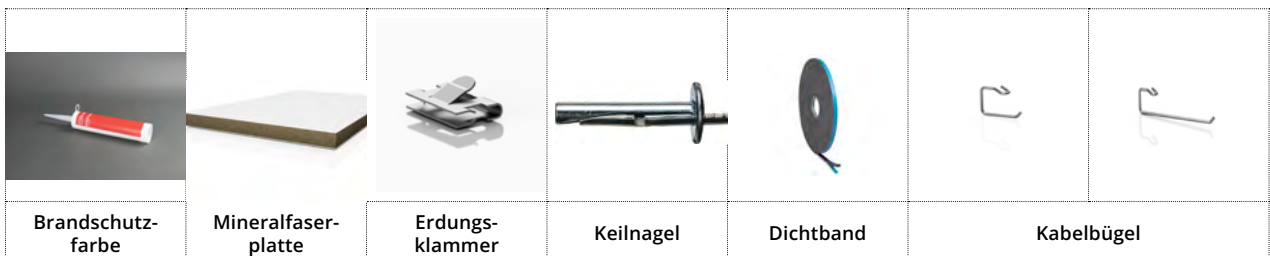 Brandschutz-
farbe
Mineralfaser-
platte
Erdungs-
klammer
Keilnagel
Dichtband
Kabelbügel